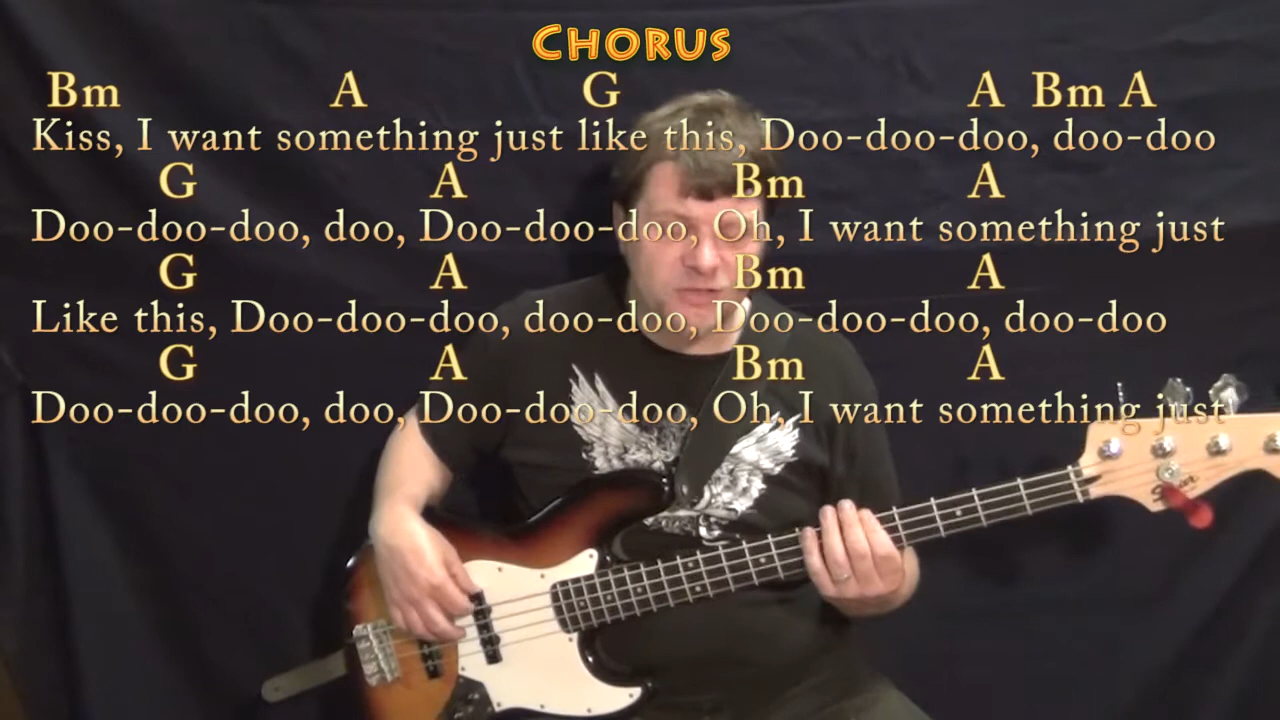 CHORUS
Bm A G A Bm A
Kiss, I want something just like this, Doo-doo-doo, doo-doo
G A Bm A
Doo-doo-doo, doo, Doo-doo-doo, Oh, I want something just
G A Bm A
Like this, Doo-doo-doo, doo-doo, Doo-doo-doo, doo-doo
G A Bm A
Doo-doo-doo, doo, Doo-doo-doo, Oh, I want something just